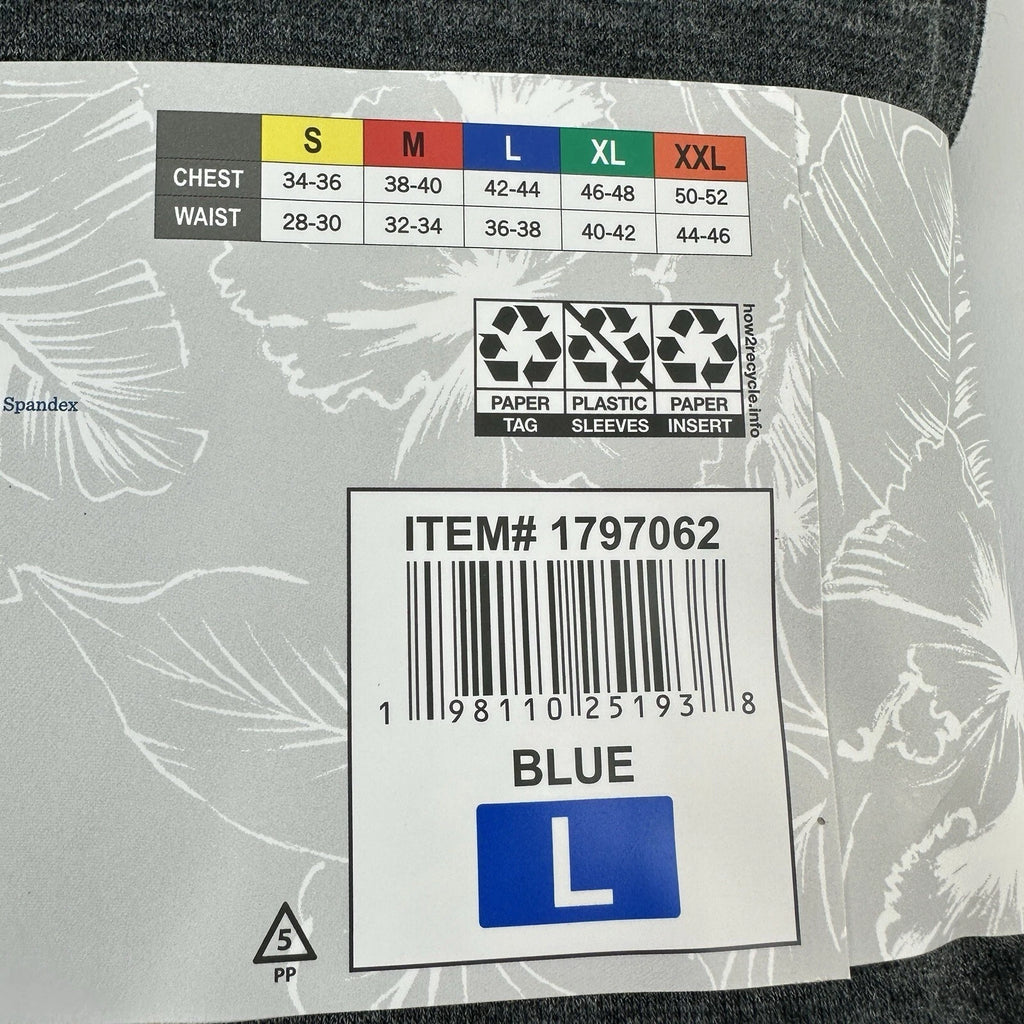 S M L XL XXL
CHEST 34-36 38-40 42-44 46-48 50-52
WAIST 28-30 32-34 36-38 40-42 44-46
PAPER PLASTIC PAPER
TAG SLEEVES INSERT
how2recycle.info
Spandex
ITEM# 1797062
1 98110 25193 8
BLUE
L
5
PP